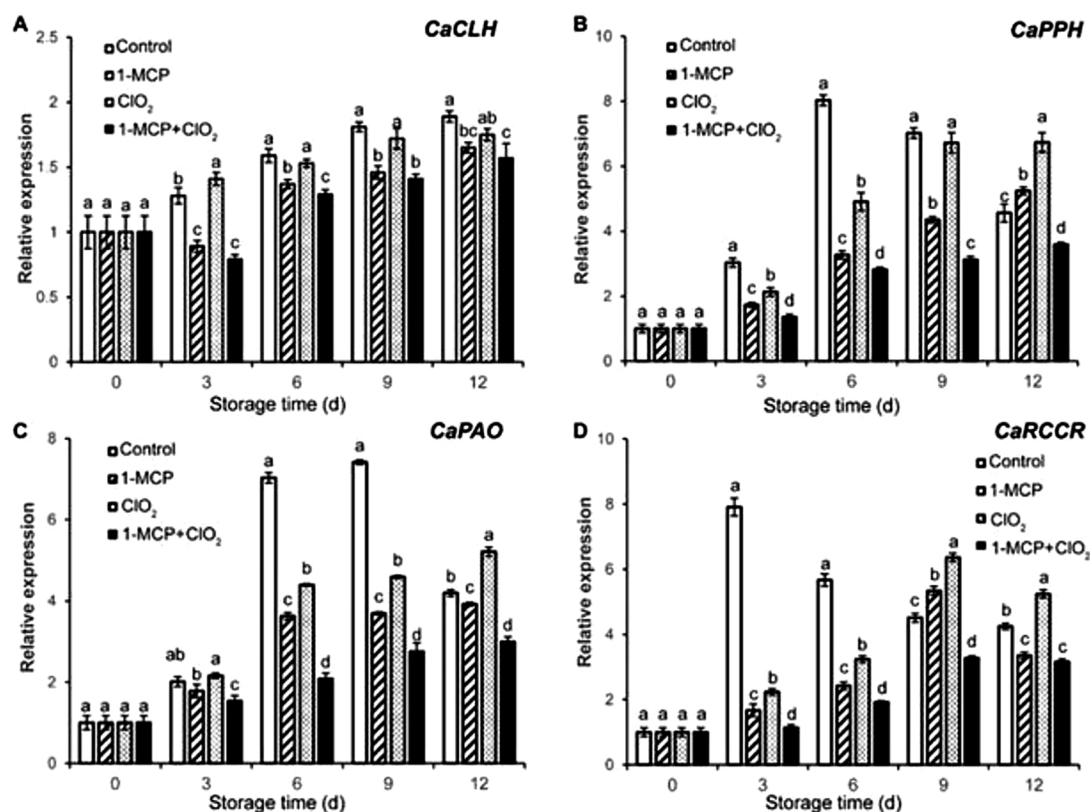 A
CaCLH
Control
1-MCP
ClO2
1-MCP+ClO2
2.5
2
1.5
1
0.5
0
Relative expression
a a a a
b c a c
a b a c
a b a b
a bc ab c
0 3 6 9 12
Storage time (d)
B
CaPPH
Control
1-MCP
ClO2
1-MCP+ClO2
10
8
6
4
2
0
Relative expression
a a a a
a c b d
a c b d
a b a c
c b a d
0 3 6 9 12
Storage time (d)
C
CaPAO
Control
1-MCP
ClO2
1-MCP+ClO2
8
6
4
2
0
Relative expression
a a a a
ab b a c
a c b d
a c b d
b c a d
0 3 6 9 12
Storage time (d)
D
CaRCCR
Control
1-MCP
ClO2
1-MCP+ClO2
10
8
6
4
2
0
Relative expression
a a a a
a c b d
a c b d
c b a d
b c a c
0 3 6 9 12
Storage time (d)